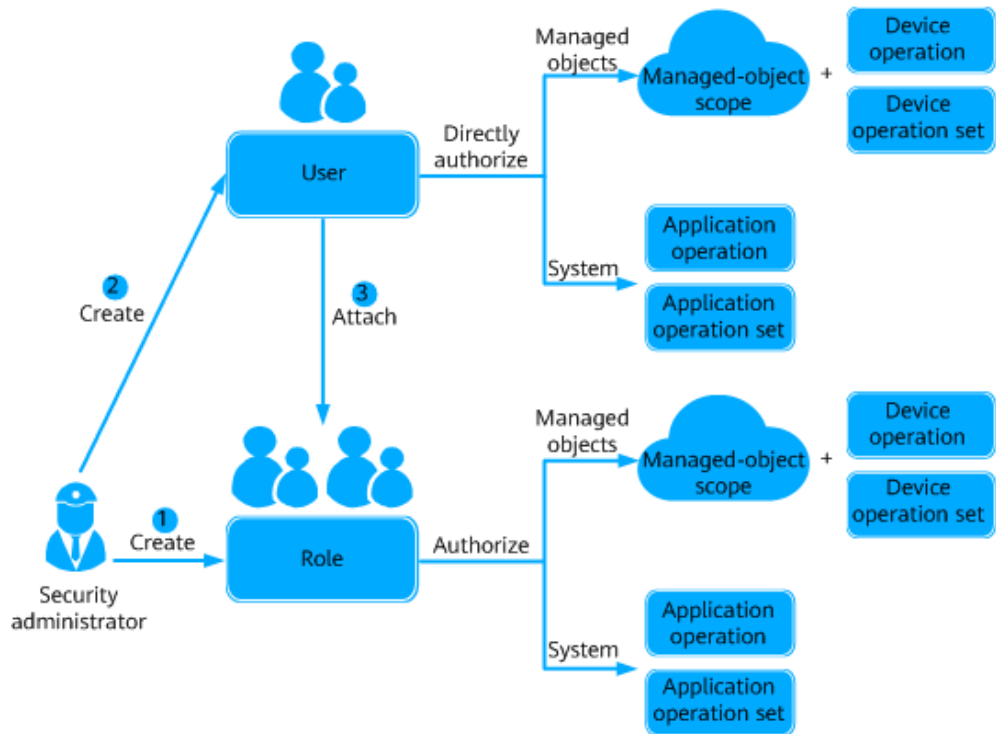 Managed
objects
Managed-object
scope
+
Device
operation
Device
operation set
User
Directly
authorize
Application
operation
System
Application
operation set
2
Create
3
Attach
Managed
objects
Managed-object
scope
+
Device
operation
Device
operation set
1
Create
Role
Authorize
Security
administrator
Application
operation
System
Application
operation set